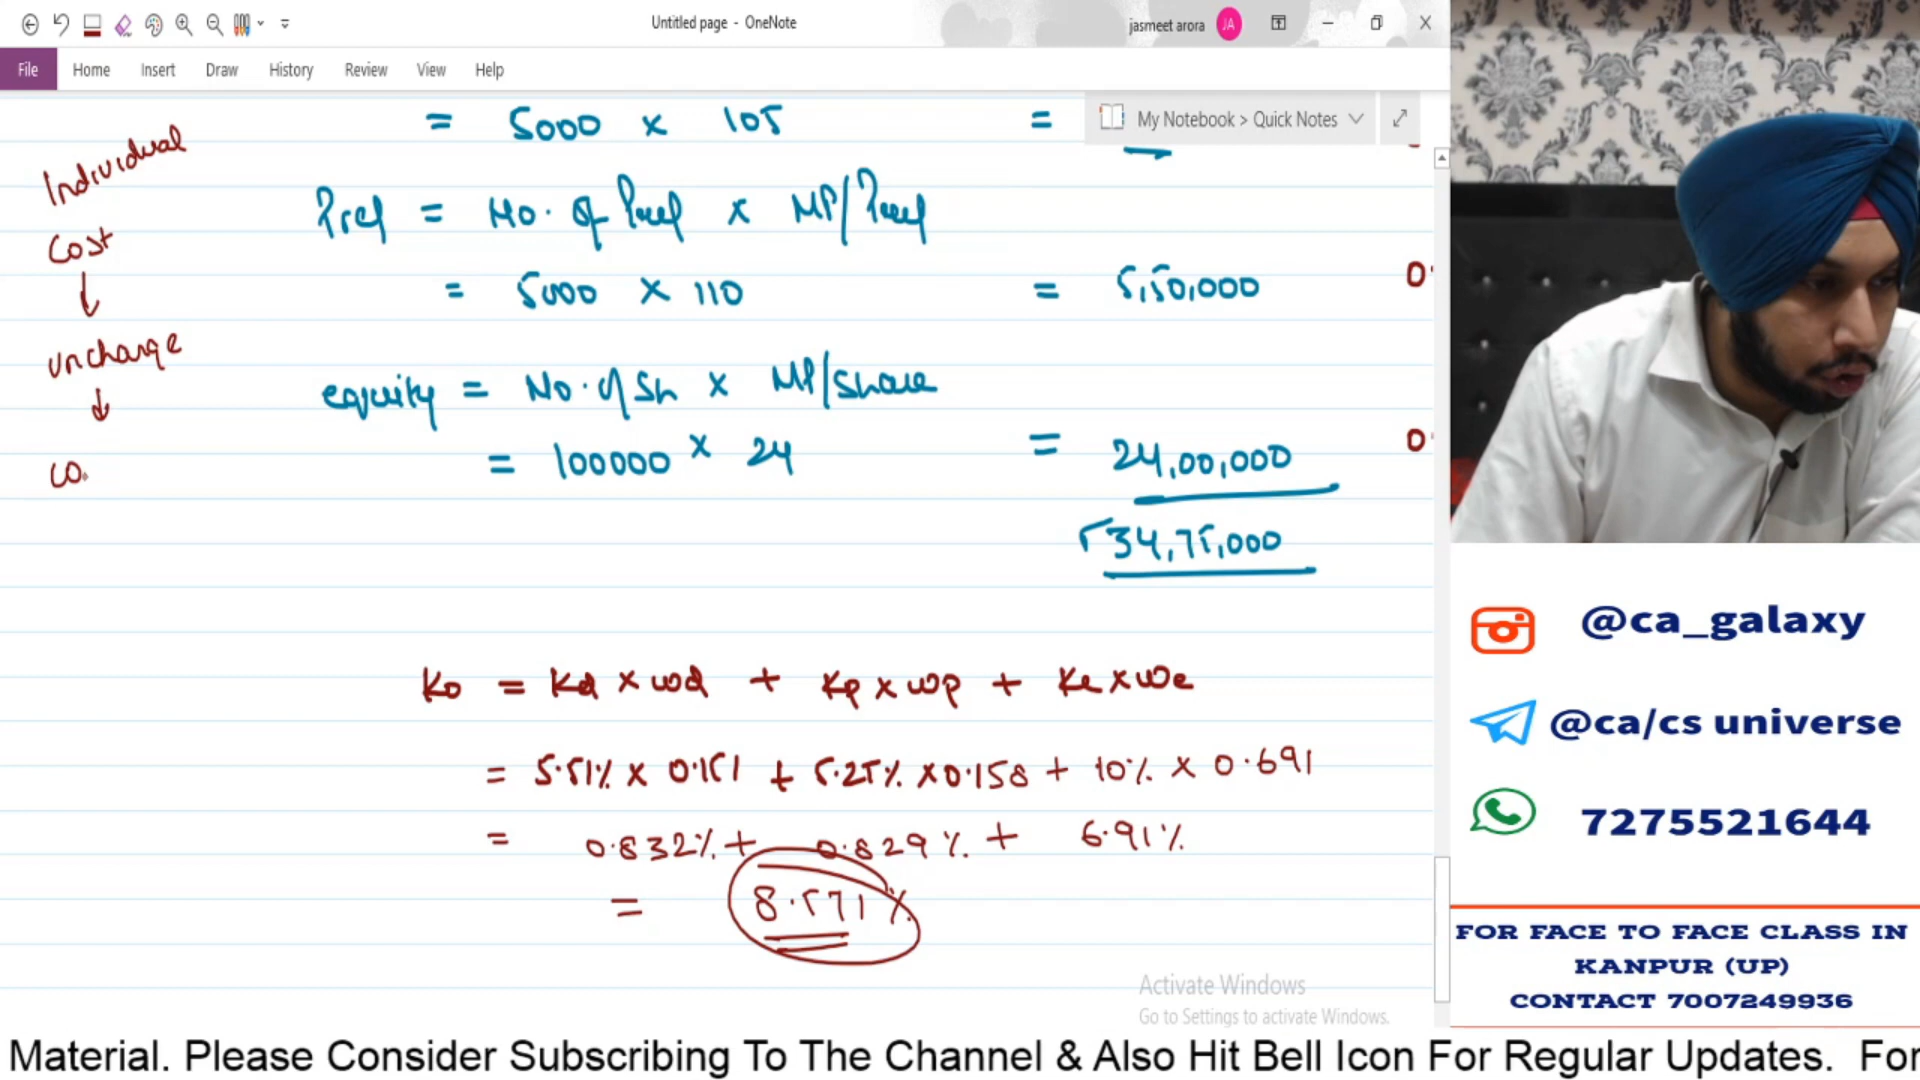 Untitled page - OneNote
jasmeet arora JA
File Home Insert Draw History Review View Help
My Notebook > Quick Notes
= 5000 x 105 =
Individual
Cost
↓
unchange
↓
co
Pref = No. of Pref x MP/Pref
= 5000 x 110 = 5,50,000
equity = No. of Sh x MP/Share
= 100000 x 24 = 24,00,000
34,75,000
Ko = Kd x wd + Kp x wp + Ke x we
= 5.51% x 0.151 + 5.25% x 0.158 + 10% x 0.691
= 0.832% + 0.829% + 6.91%
= 8.571%
Activate Windows
Go to Settings to activate Windows.
@ca_galaxy
@ca/cs universe
7275521644
FOR FACE TO FACE CLASS IN
KANPUR (UP)
CONTACT 7007249936
Material. Please Consider Subscribing To The Channel & Also Hit Bell Icon For Regular Updates. For